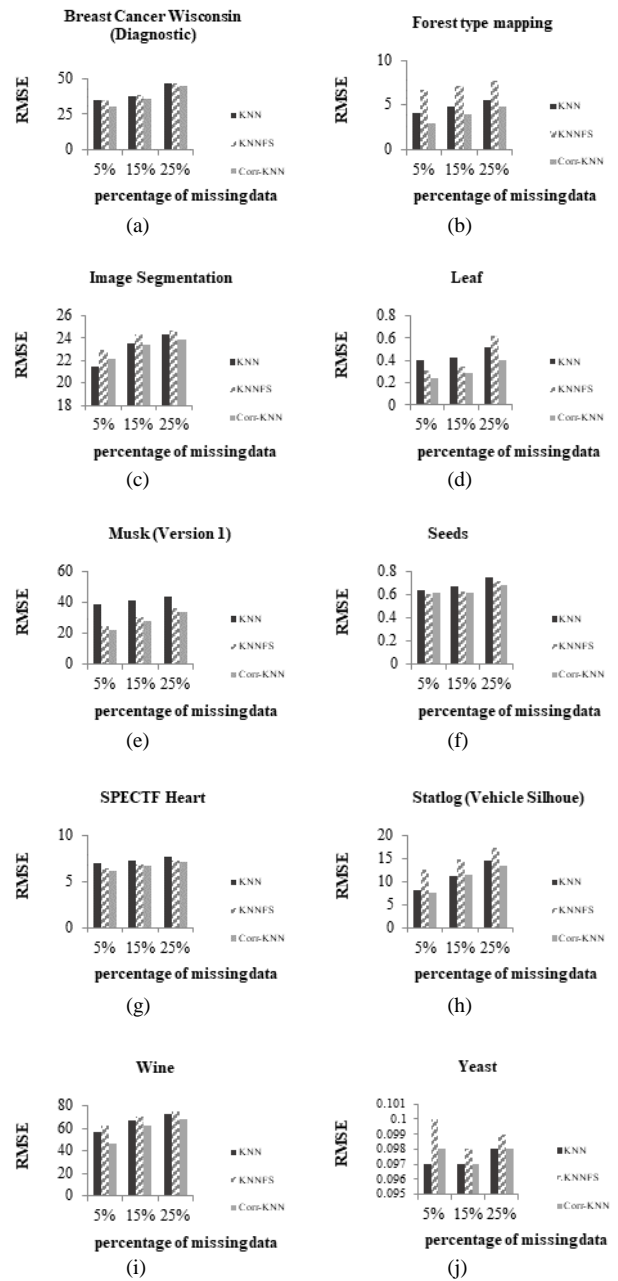 Breast Cancer Wisconsin
(Diagnostic)
RMSE
50
25
0
5% 15% 25%
percentage of missing data
KNN
KNNFS
Corr-KNN
(a)
Forest type mapping
RMSE
10
5
0
5% 15% 25%
percentage of missing data
KNN
KNNFS
Corr-KNN
(b)
Image Segmentation
RMSE
26
24
22
20
18
5% 15% 25%
percentage of missing data
KNN
KNNFS
Corr-KNN
(c)
Leaf
RMSE
0.8
0.6
0.4
0.2
0
5% 15% 25%
percentage of missing data
KNN
KNNFS
Corr-KNN
(d)
Musk (Version 1)
RMSE
60
40
20
0
5% 15% 25%
percentage of missing data
KNN
KNNFS
Corr-KNN
(e)
Seeds
RMSE
0.8
0.6
0.4
0.2
0
5% 15% 25%
percentage of missing data
KNN
KNNFS
Corr-KNN
(f)
SPECTF Heart
RMSE
10
5
0
5% 15% 25%
percentage of missing data
KNN
KNNFS
Corr-KNN
(g)
Statlog (Vehicle Silhoue)
RMSE
20
15
10
5
0
5% 15% 25%
percentage of missing data
KNN
KNNFS
Corr-KNN
(h)
Wine
RMSE
80
60
40
20
0
5% 15% 25%
percentage of missing data
KNN
KNNFS
Corr-KNN
(i)
Yeast
RMSE
0.101
0.1
0.099
0.098
0.097
0.096
0.095
5% 15% 25%
percentage of missing data
KNN
KNNFS
Corr-KNN
(j)